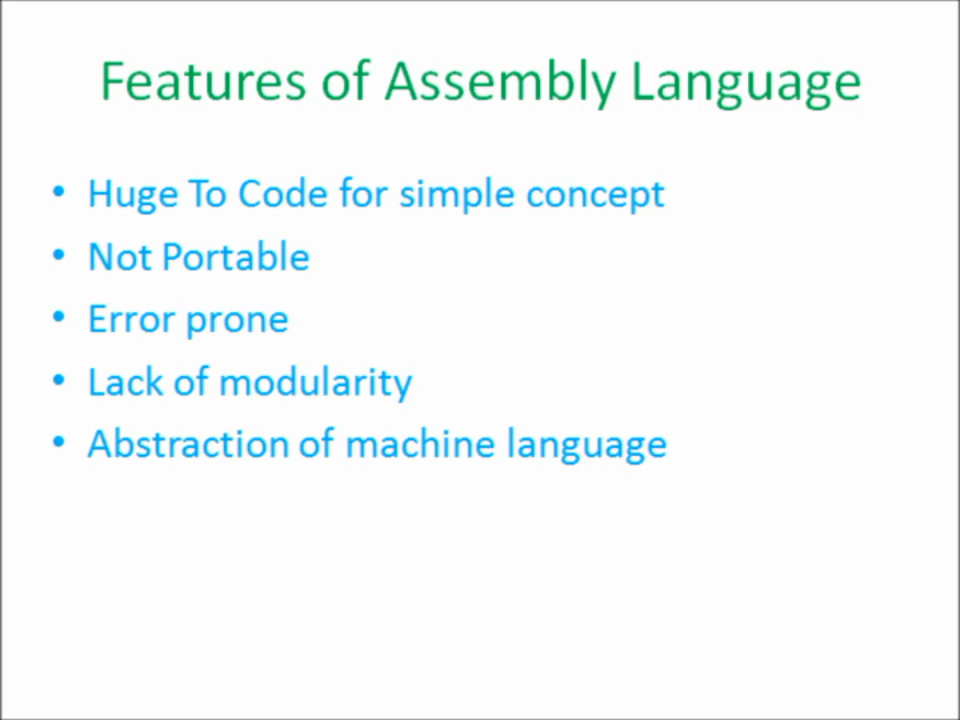 Features of Assembly Language
• Huge To Code for simple concept
• Not Portable
• Error prone
• Lack of modularity
• Abstraction of machine language